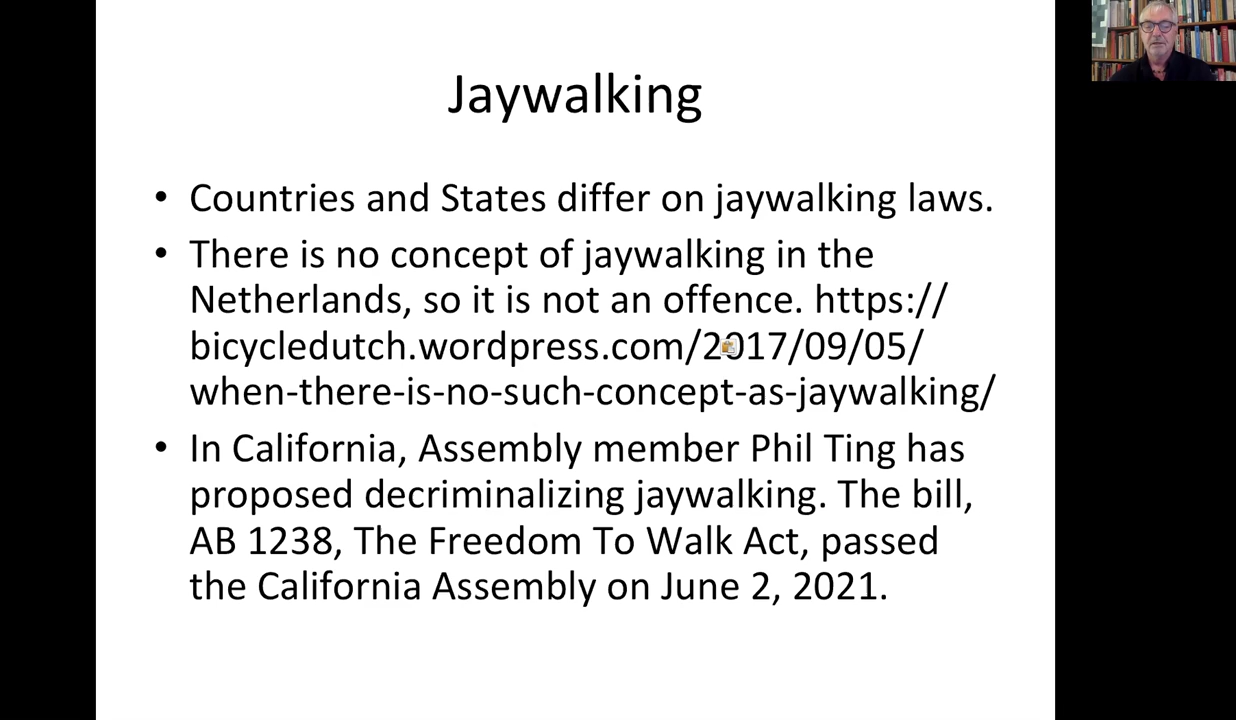 Jaywalking
• Countries and States differ on jaywalking laws.
• There is no concept of jaywalking in the
Netherlands, so it is not an offence. https://
bicycledutch.wordpress.com/2017/09/05/
when-there-is-no-such-concept-as-jaywalking/
• In California, Assembly member Phil Ting has
proposed decriminalizing jaywalking. The bill,
AB 1238, The Freedom To Walk Act, passed
the California Assembly on June 2, 2021.